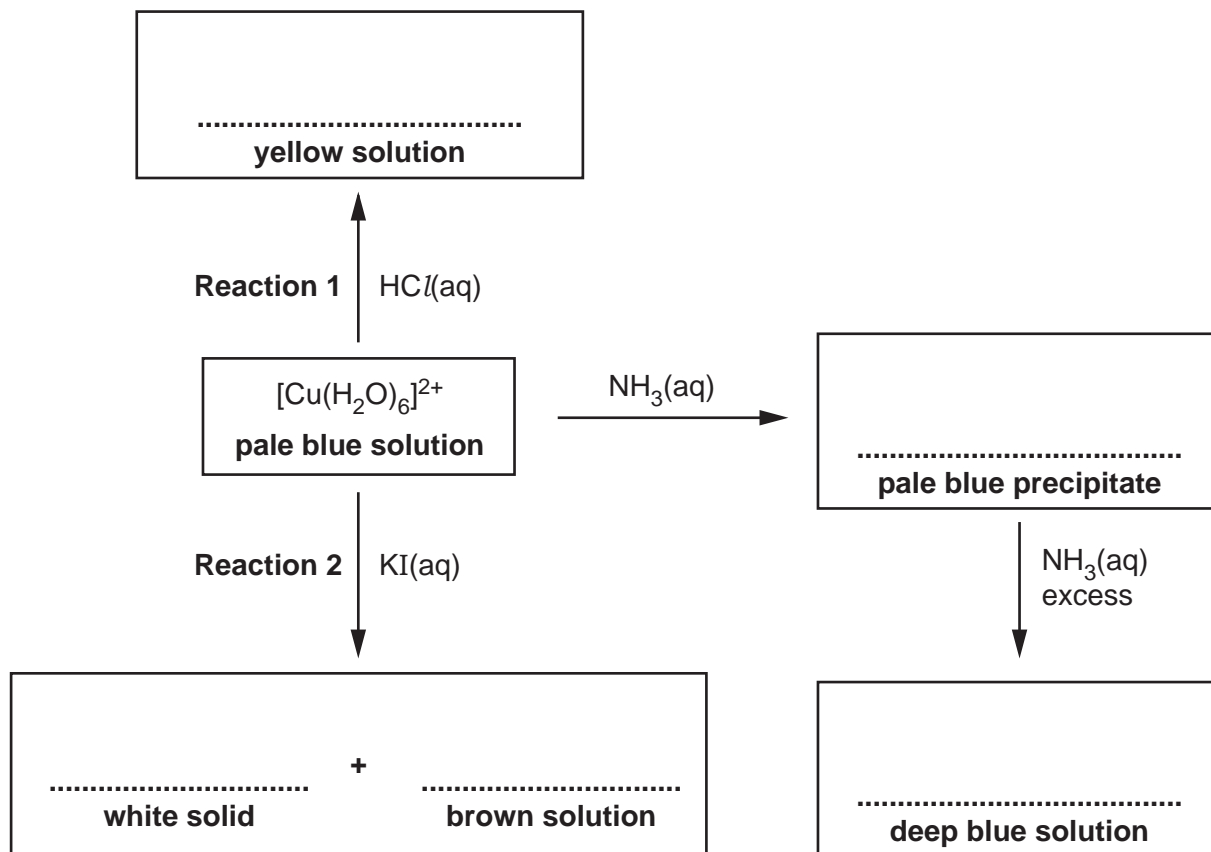 ........................................
yellow solution
Reaction 1 HCl(aq)
[Cu(H₂O)₆]²⁺
pale blue solution
NH₃(aq)
........................................
pale blue precipitate
Reaction 2 KI(aq)
NH₃(aq)
excess
................................ + ................................
white solid brown solution
........................................
deep blue solution